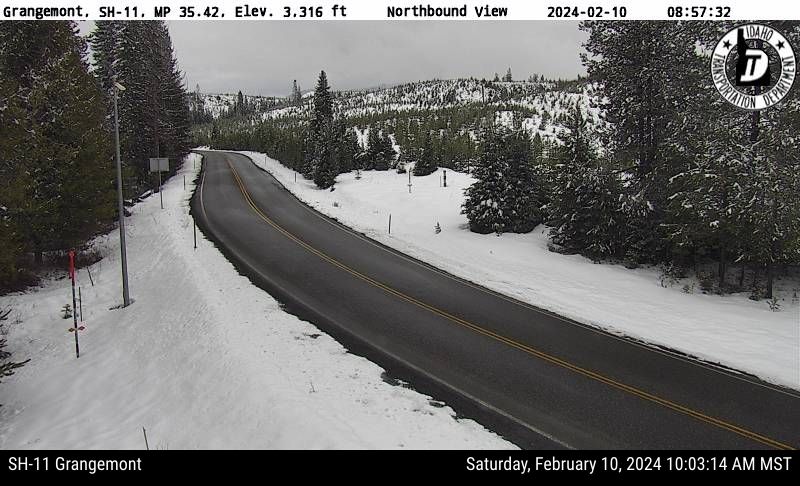 Grangemont, SH-11, MP 35.42, Elev. 3,316 ft Northbound View 2024-02-10 08:57:32
IDAHO
TRANSPORTATION DEPARTMENT
SH-11 Grangemont Saturday, February 10, 2024 10:03:14 AM MST